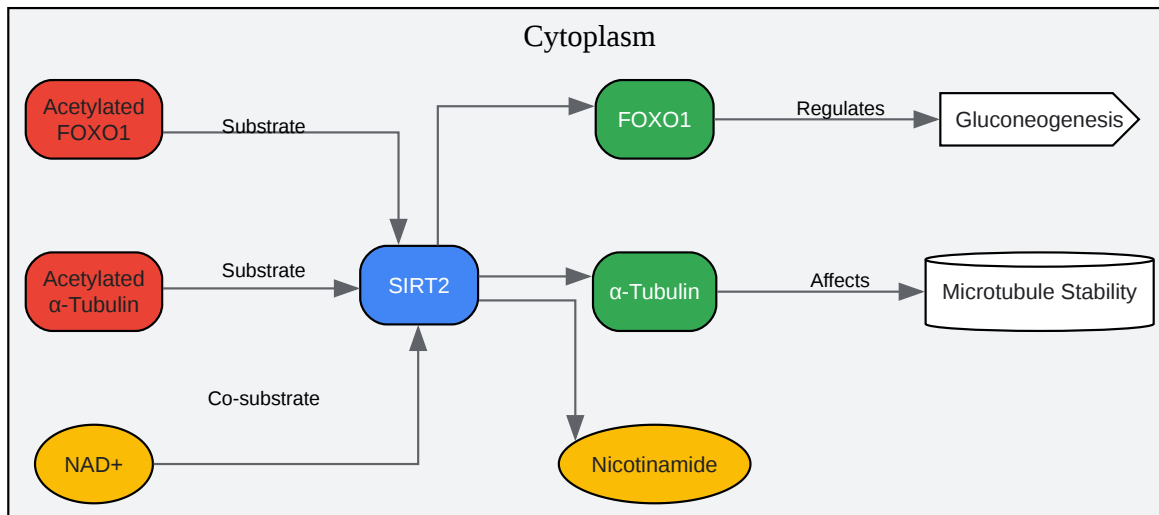 Cytoplasm
Acetylated
FOXO1
Substrate
FOXO1
Regulates
Gluconeogenesis
Acetylated
α-Tubulin
Substrate
SIRT2
α-Tubulin
Affects
Microtubule Stability
Co-substrate
NAD+
Nicotinamide